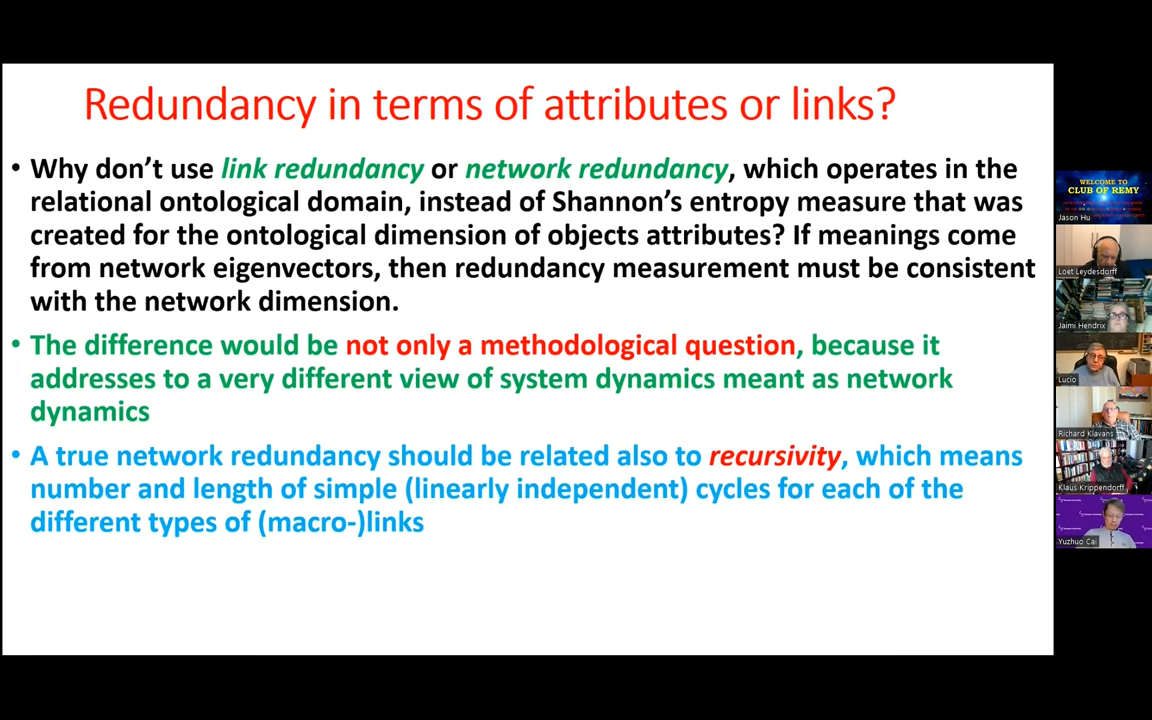 Redundancy in terms of attributes or links?
• Why don’t use link redundancy or network redundancy, which operates in the
relational ontological domain, instead of Shannon’s entropy measure that was
created for the ontological dimension of objects attributes? If meanings come
from network eigenvectors, then redundancy measurement must be consistent
with the network dimension.
• The difference would be not only a methodological question, because it
addresses to a very different view of system dynamics meant as network
dynamics
• A true network redundancy should be related also to recursivity, which means
number and length of simple (linearly independent) cycles for each of the
different types of (macro-)links
WELCOME TO
CLUB OF REMY
Jason Hu
Loet Leydesdorff
Jaimi Hendrix
Lucio
Richard Klavans
Klaus Krippendorff
Yuzhuo Cai